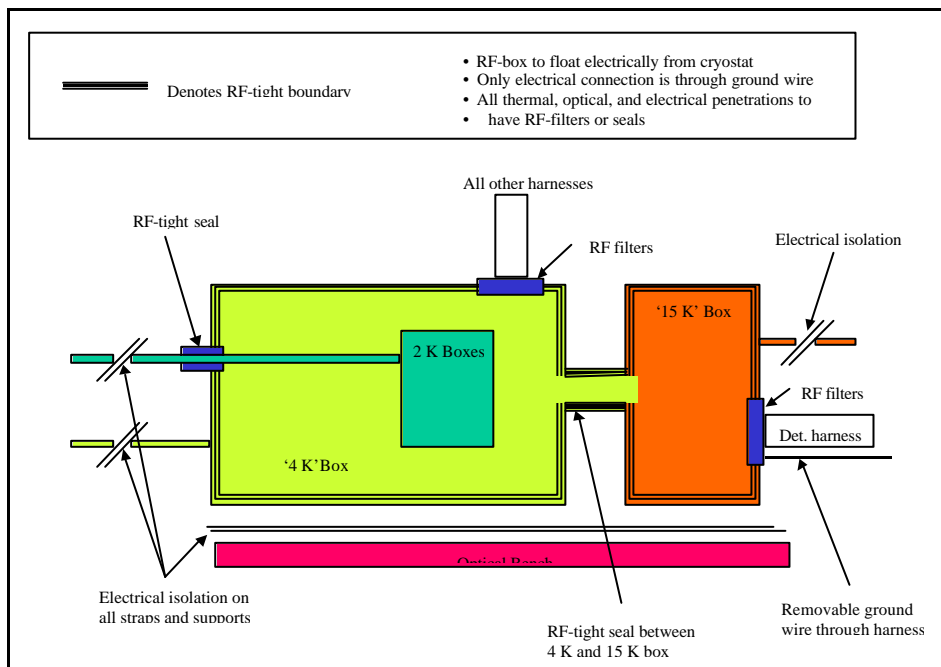 Denotes RF-tight boundary
• RF-box to float electrically from cryostat
• Only electrical connection is through ground wire
• All thermal, optical, and electrical penetrations to
• have RF-filters or seals
All other harnesses
RF-tight seal
RF filters
Electrical isolation
‘15 K’ Box
2 K Boxes
RF filters
Det. harness
‘4 K’ Box
Optical Bench
Electrical isolation on
all straps and supports
Removable ground
wire through harness
RF-tight seal between
4 K and 15 K box